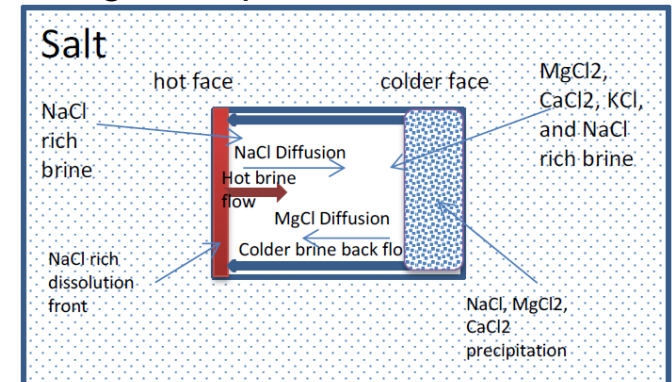 Salt
hot face
colder face
MgCl2,
CaCl2, KCl,
and NaCl
rich brine
NaCl
rich
brine
NaCl Diffusion
Hot brine
flow
MgCl Diffusion
Colder brine back flo
NaCl rich
dissolution
front
NaCl, MgCl2,
CaCl2
precipitation